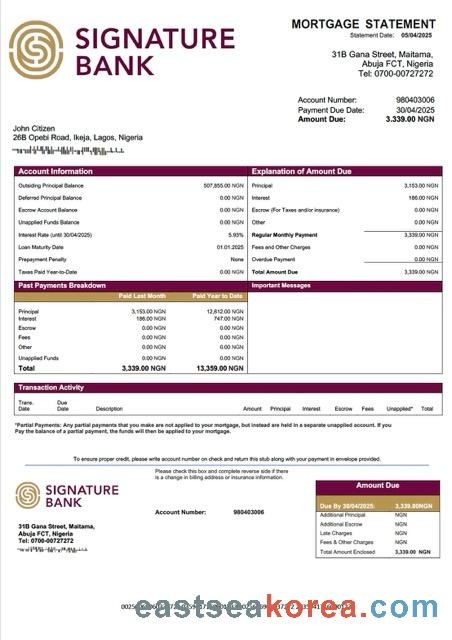 SIGNATURE
BANK
MORTGAGE STATEMENT
Statement Date: 05/04/2025
31B Gana Street, Maitama,
Abuja FCT, Nigeria
Tel: 0700-00727272
Account Number: 980403006
Payment Due Date: 30/04/2025
Amount Due: 3.339.00 NGN
John Citizen
26B Opebi Road, Ikeja, Lagos, Nigeria
Account Information
Outsiding Principal Balance 507,855.00 NGN
Deferred Principal Balance 0.00 NGN
Escrow Account Balance 0.00 NGN
Unapplied Funds Balance 0.00 NGN
Interest Rate (until 30/04/2025) 5.93%
Loan Maturity Date 01.01.2025
Prepayment Penalty None
Taxes Paid Year-to-Date 0.00 NGN
Explanation of Amount Due
Principal 3,153.00 NGN
Interest 186.00 NGN
Escrow (For Taxes and/or insurance) 0.00 NGN
Other 0.00 NGN
Regular Monthly Payment 3,339.00 NGN
Fees and Other Charges 0.00 NGN
Overdue Payment 0.00 NGN
Total Amount Due 3,339.00 NGN
Past Payments Breakdown
Paid Last Month Paid Year to Date
Principal 3,153.00 NGN 12,612.00 NGN
Interest 186.00 NGN 747.00 NGN
Escrow 0.00 NGN 0.00 NGN
Fees 0.00 NGN 0.00 NGN
Other 0.00 NGN 0.00 NGN
Unapplied Funds 0.00 NGN 0.00 NGN
Total 3,339.00 NGN 13,359.00 NGN
Important Messages
Transaction Activity
Trans. Date Due Date Description Amount Principal Interest Escrow Fees Unapplied* Total
*Partial Payments: Any partial payments that you make are not applied to your mortgage, but instead are held in a separate unapplied account. If you
Pay the balance of a partial payment, the funds will then be applied to your mortgage.
To ensure proper credit, please write account number on check and return this stub along with your payment in envelope provided.
Please check this box and complete reverse side if there
is a change in billing address or insurance information.
SIGNATURE
BANK
Account Number: 980403006
31B Gana Street, Maitama,
Abuja FCT, Nigeria
Tel: 0700-00727272
Amount Due
Due By 30/04/2025: 3,339.00NGN
Additional Principal NGN
Additional Escrow NGN
Late Charges NGN
Fees & Other Charges NGN
Total Amount Enclosed 3,339.00 NGN
eastseakorea.com